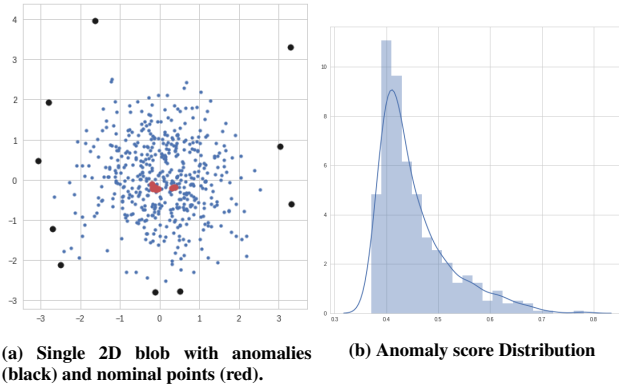 4
3
2
1
0
−1
−2
−3
−3 −2 −1 0 1 2 3
10
8
6
4
2
0
0.3 0.4 0.5 0.6 0.7 0.8
(a) Single 2D blob with anomalies
(black) and nominal points (red).
(b) Anomaly score Distribution